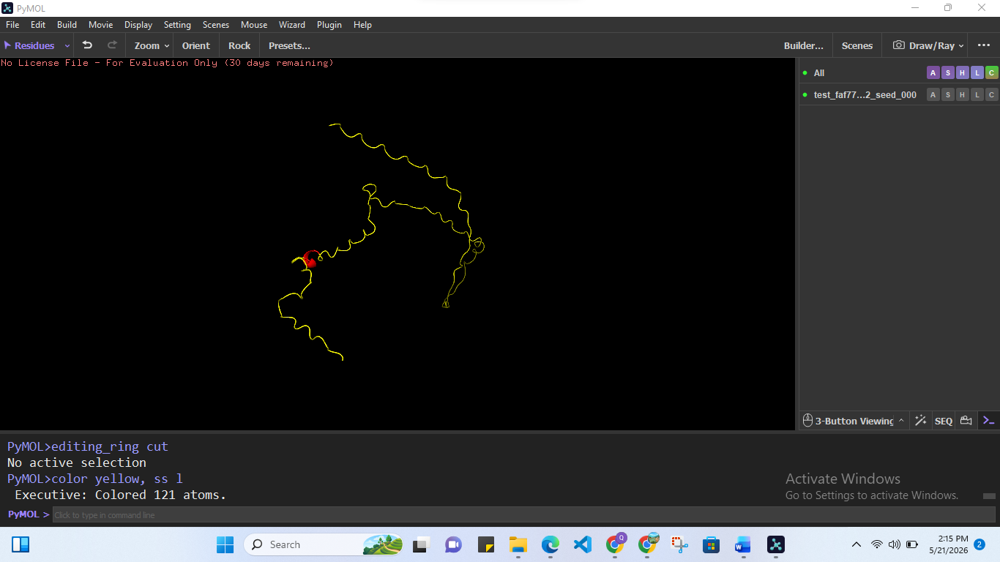 PyMOL
File Edit Build Movie Display Setting Scenes Mouse Wizard Plugin Help
Residues Zoom Orient Rock Presets... Builder... Scenes Draw/Ray
No License File - For Evaluation Only (30 days remaining)
All A S H L C
test_faf77...2_seed_000 A S H L C
3-Button Viewing SEQ
PyMOL>editing_ring cut
No active selection
PyMOL>color yellow, ss l
Executive: Colored 121 atoms.
Activate Windows
Go to Settings to activate Windows.
PyMOL > Click to type in command line
Search
Q
2:15 PM
5/21/2026
2